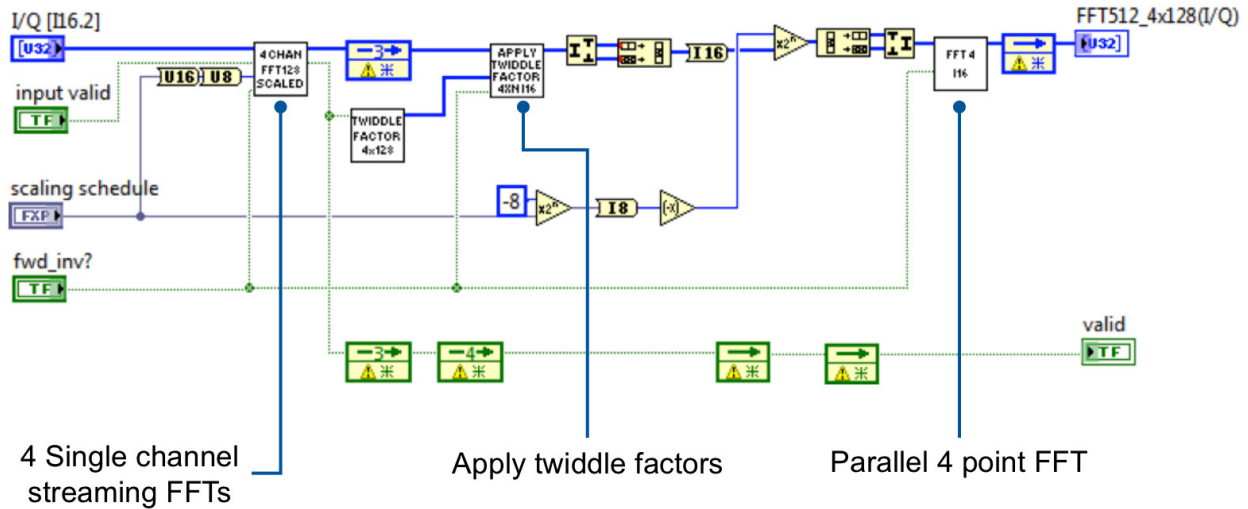 I/Q [I16.2]
[U32]
input valid
TF
scaling schedule
FXP
fwd_inv?
TF
U16 U8
4CHAN
FFT128
SCALED
3
TWIDDLE
FACTOR
4x128
APPLY
TWIDDLE
FACTOR
4XN I16
I16
-8
x2ⁿ
I8
(-x)
x2ⁿ
FFT 4
I16
FFT512_4x128(I/Q)
[U32]
3
4
valid
TF
4 Single channel
streaming FFTs
Apply twiddle factors
Parallel 4 point FFT